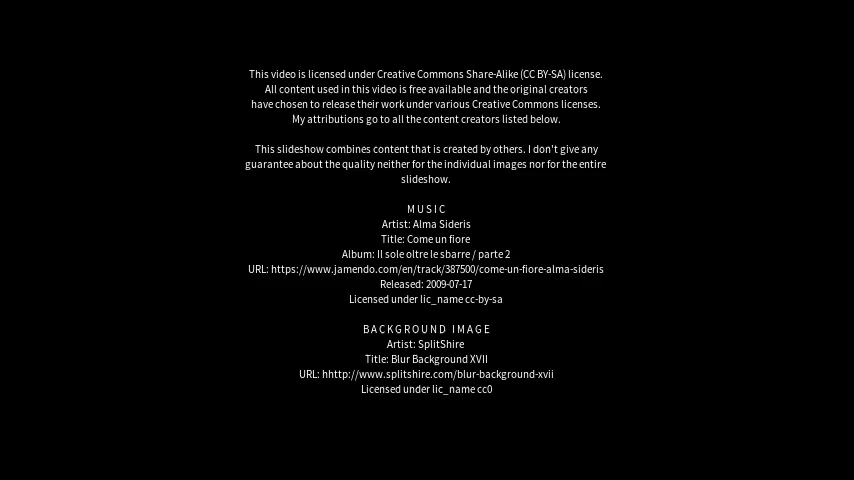 This video is licensed under Creative Commons Share-Alike (CC BY-SA) license.
All content used in this video is free available and the original creators
have chosen to release their work under various Creative Commons licenses.
My attributions go to all the content creators listed below.
This slideshow combines content that is created by others. I don't give any
guarantee about the quality neither for the individual images nor for the entire
slideshow.
MUSIC
Artist: Alma Sideris
Title: Come un fiore
Album: Il sole oltre le sbarre / parte 2
URL: https://www.jamendo.com/en/track/387500/come-un-fiore-alma-sideris
Released: 2009-07-17
Licensed under lic_name cc-by-sa
BACKGROUND IMAGE
Artist: SplitShire
Title: Blur Background XVII
URL: hhttp://www.splitshire.com/blur-background-xvii
Licensed under lic_name cc0